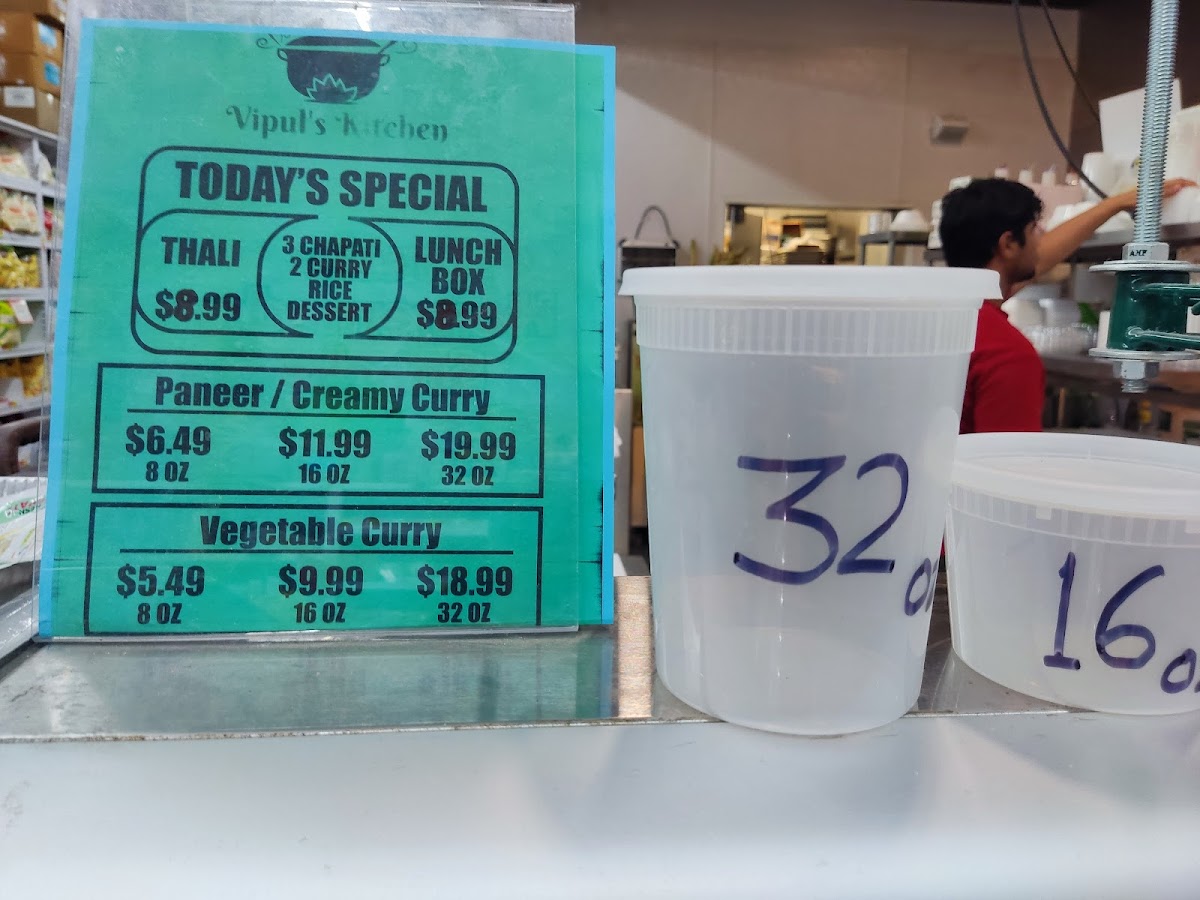 Vipul's Kitchen
TODAY'S SPECIAL
THALI
$8.99
3 CHAPATI
2 CURRY
RICE
DESSERT
LUNCH
BOX
$8.99
Paneer / Creamy Curry
$6.49 $11.99 $19.99
8 OZ 16 OZ 32 OZ
Vegetable Curry
$5.49 $9.99 $18.99
8 OZ 16 OZ 32 OZ
32 oz
16 oz
AMP